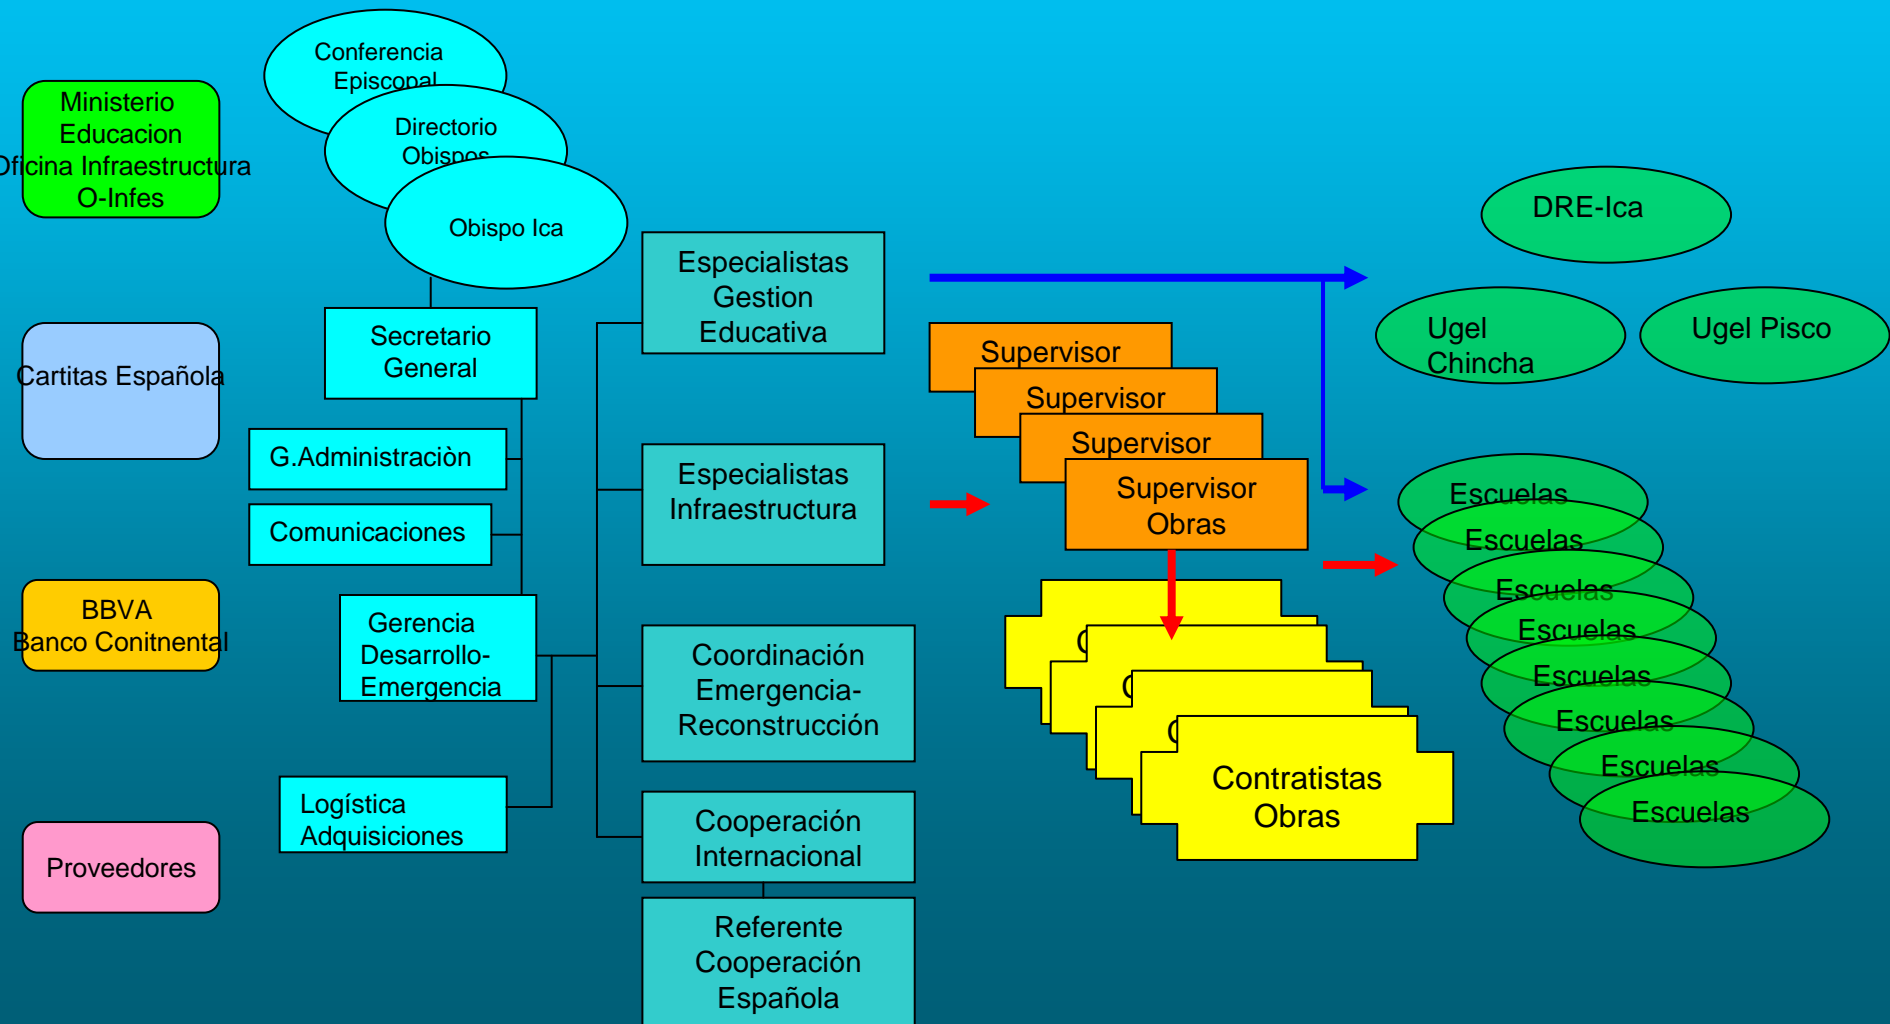 Conferencia
Episcopal
Directorio
Obispos
Obispo Ica
Ministerio
Educacion
Oficina Infraestructura
O-Infes
Cartitas Española
BBVA
Banco Conitnental
Proveedores
Secretario
General
G.Administraciòn
Comunicaciones
Gerencia
Desarrollo-
Emergencia
Logística
Adquisiciones
Especialistas
Gestion
Educativa
Especialistas
Infraestructura
Coordinación
Emergencia-
Reconstrucción
Cooperación
Internacional
Referente
Cooperación
Española
Supervisor
Supervisor
Supervisor
Supervisor
Obras
Contratistas
Obras
DRE-Ica
Ugel
Chincha
Ugel Pisco
Escuelas
Escuelas
Escuelas
Escuelas
Escuelas
Escuelas
Escuelas
Escuelas